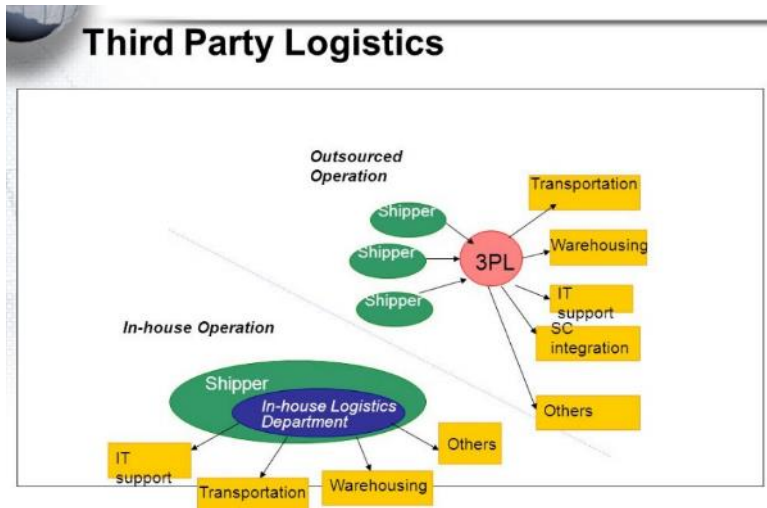 Third Party Logistics
Outsourced
Operation
Shipper
Shipper
Shipper
3PL
Transportation
Warehousing
IT
support
SC
integration
Others
In-house Operation
Shipper
In-house Logistics
Department
IT
support
Transportation
Warehousing
Others